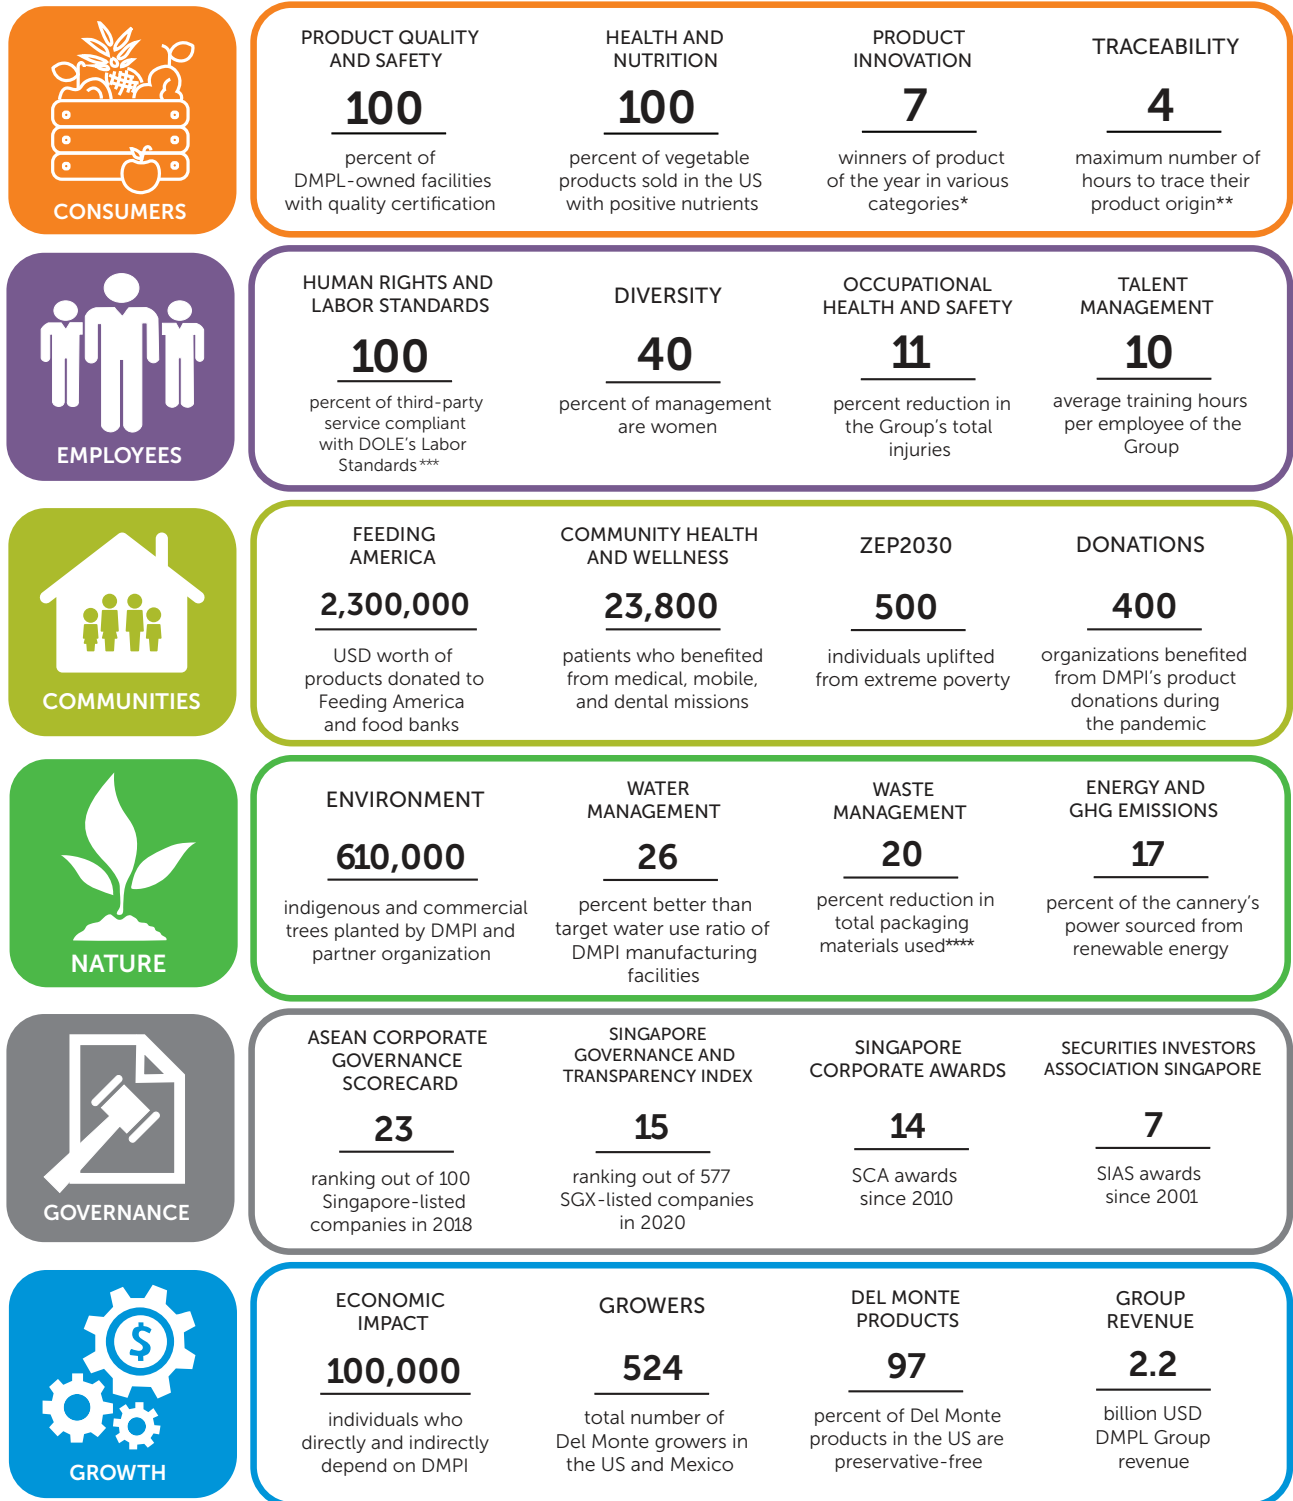 CONSUMERS
PRODUCT QUALITY
AND SAFETY
100
percent of
DMPL-owned facilities
with quality certification
HEALTH AND
NUTRITION
100
percent of vegetable
products sold in the US
with positive nutrients
PRODUCT
INNOVATION
7
winners of product
of the year in various
categories*
TRACEABILITY
4
maximum number of
hours to trace their
product origin**
EMPLOYEES
HUMAN RIGHTS AND
LABOR STANDARDS
100
percent of third-party
service compliant
with DOLE's Labor
Standards***
DIVERSITY
40
percent of management
are women
OCCUPATIONAL
HEALTH AND SAFETY
11
percent reduction in
the Group's total
injuries
TALENT
MANAGEMENT
10
average training hours
per employee of the
Group
COMMUNITIES
FEEDING
AMERICA
2,300,000
USD worth of
products donated to
Feeding America
and food banks
COMMUNITY HEALTH
AND WELLNESS
23,800
patients who benefited
from medical, mobile,
and dental missions
ZEP2030
500
individuals uplifted
from extreme poverty
DONATIONS
400
organizations benefited
from DMPI's product
donations during
the pandemic
NATURE
ENVIRONMENT
610,000
indigenous and commercial
trees planted by DMPI and
partner organization
WATER
MANAGEMENT
26
percent better than
target water use ratio of
DMPI manufacturing
facilities
WASTE
MANAGEMENT
20
percent reduction in
total packaging
materials used****
ENERGY AND
GHG EMISSIONS
17
percent of the cannery's
power sourced from
renewable energy
GOVERNANCE
ASEAN CORPORATE
GOVERNANCE
SCORECARD
23
ranking out of 100
Singapore-listed
companies in 2018
SINGAPORE
GOVERNANCE AND
TRANSPARENCY INDEX
15
ranking out of 577
SGX-listed companies
in 2020
SINGAPORE
CORPORATE AWARDS
14
SCA awards
since 2010
SECURITIES INVESTORS
ASSOCIATION SINGAPORE
7
SIAS awards
since 2001
GROWTH
$
ECONOMIC
IMPACT
100,000
individuals who
directly and indirectly
depend on DMPI
GROWERS
524
total number of
Del Monte growers in
the US and Mexico
DEL MONTE
PRODUCTS
97
percent of Del Monte
products in the US are
preservative-free
GROUP
REVENUE
2.2
billion USD
DMPL Group
revenue